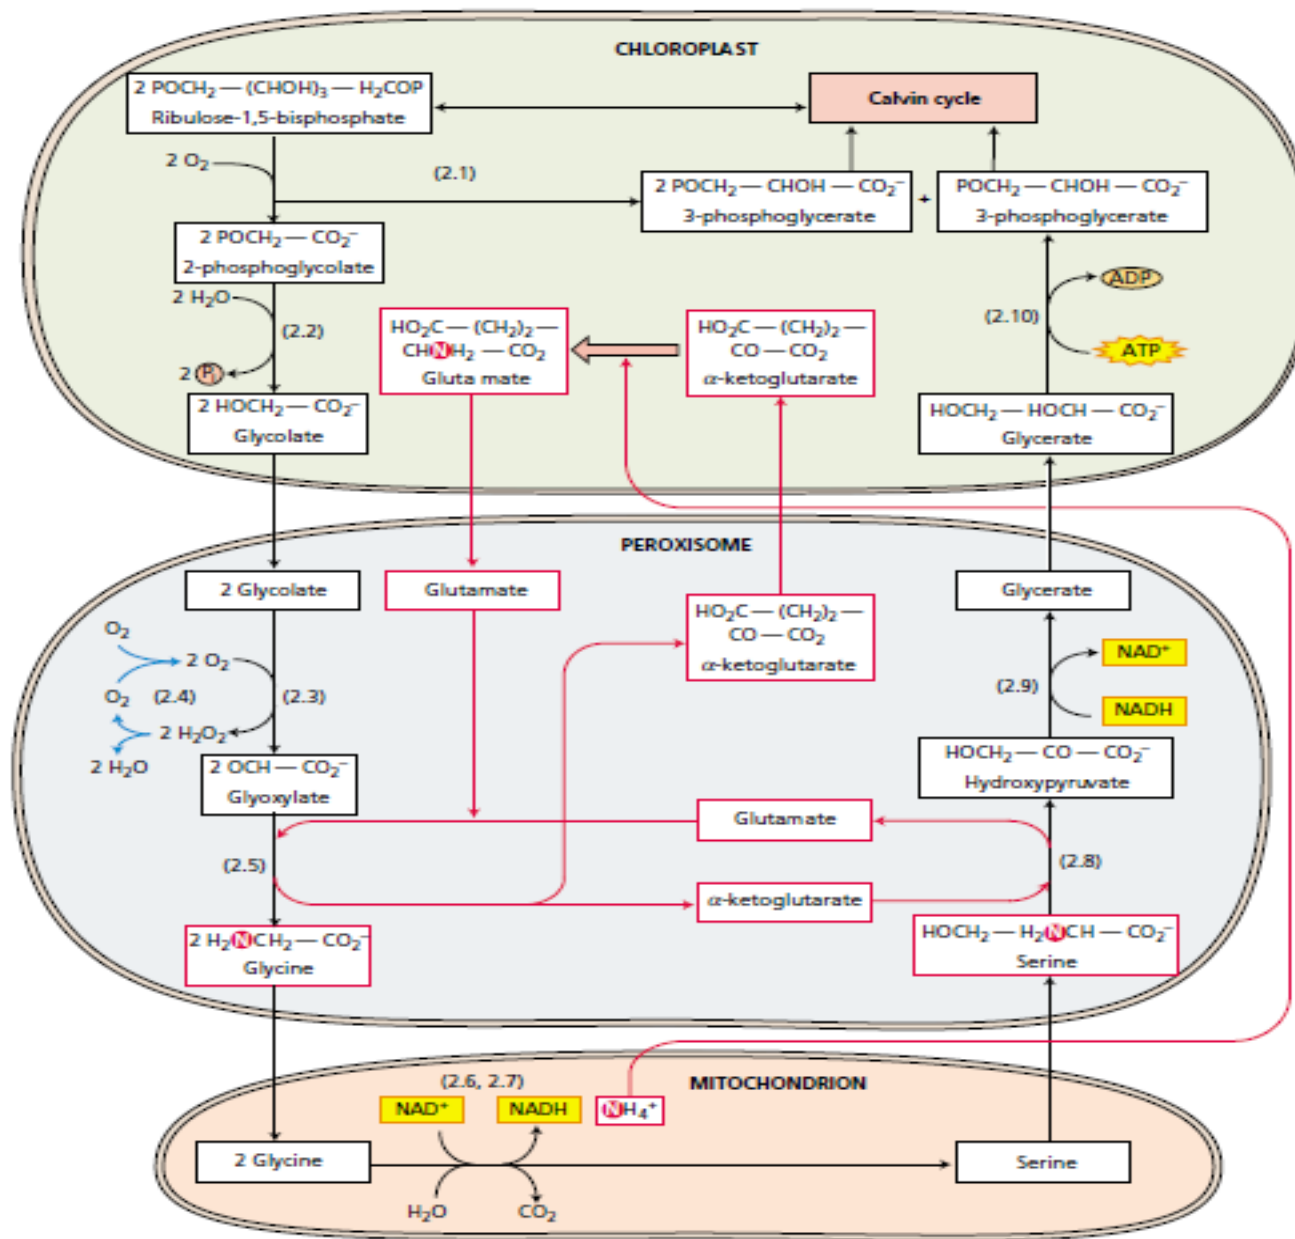 CHLOROPLAST
2 POCH₂ — (CHOH)₃ — H₂COP
Ribulose-1,5-bisphosphate
Calvin cycle
2 O₂
(2.1)
2 POCH₂ — CHOH — CO₂⁻
3-phosphoglycerate
+
POCH₂ — CHOH — CO₂⁻
3-phosphoglycerate
2 POCH₂ — CO₂⁻
2-phosphoglycolate
2 H₂O
(2.2)
2 Pᵢ
HO₂C — (CH₂)₂ —
CHNH₂ — CO₂
Gluta mate
HO₂C — (CH₂)₂ —
CO — CO₂
α-ketoglutarate
ADP
(2.10)
ATP
2 HOCH₂ — CO₂⁻
Glycolate
HOCH₂ — HOCH — CO₂⁻
Glycerate
PEROXISOME
2 Glycolate
Glutamate
HO₂C — (CH₂)₂ —
CO — CO₂
α-ketoglutarate
Glycerate
O₂
2 O₂
O₂
(2.4)
(2.3)
2 H₂O₂
2 H₂O
NAD⁺
(2.9)
NADH
2 OCH — CO₂⁻
Glyoxylate
HOCH₂ — CO — CO₂⁻
Hydroxypyruvate
Glutamate
(2.5)
(2.8)
α-ketoglutarate
2 H₂NCH₂ — CO₂⁻
Glycine
HOCH₂ — H₂NCH — CO₂⁻
Serine
MITOCHONDRION
(2.6, 2.7)
NAD⁺
NADH
NH₄⁺
2 Glycine
Serine
H₂O
CO₂